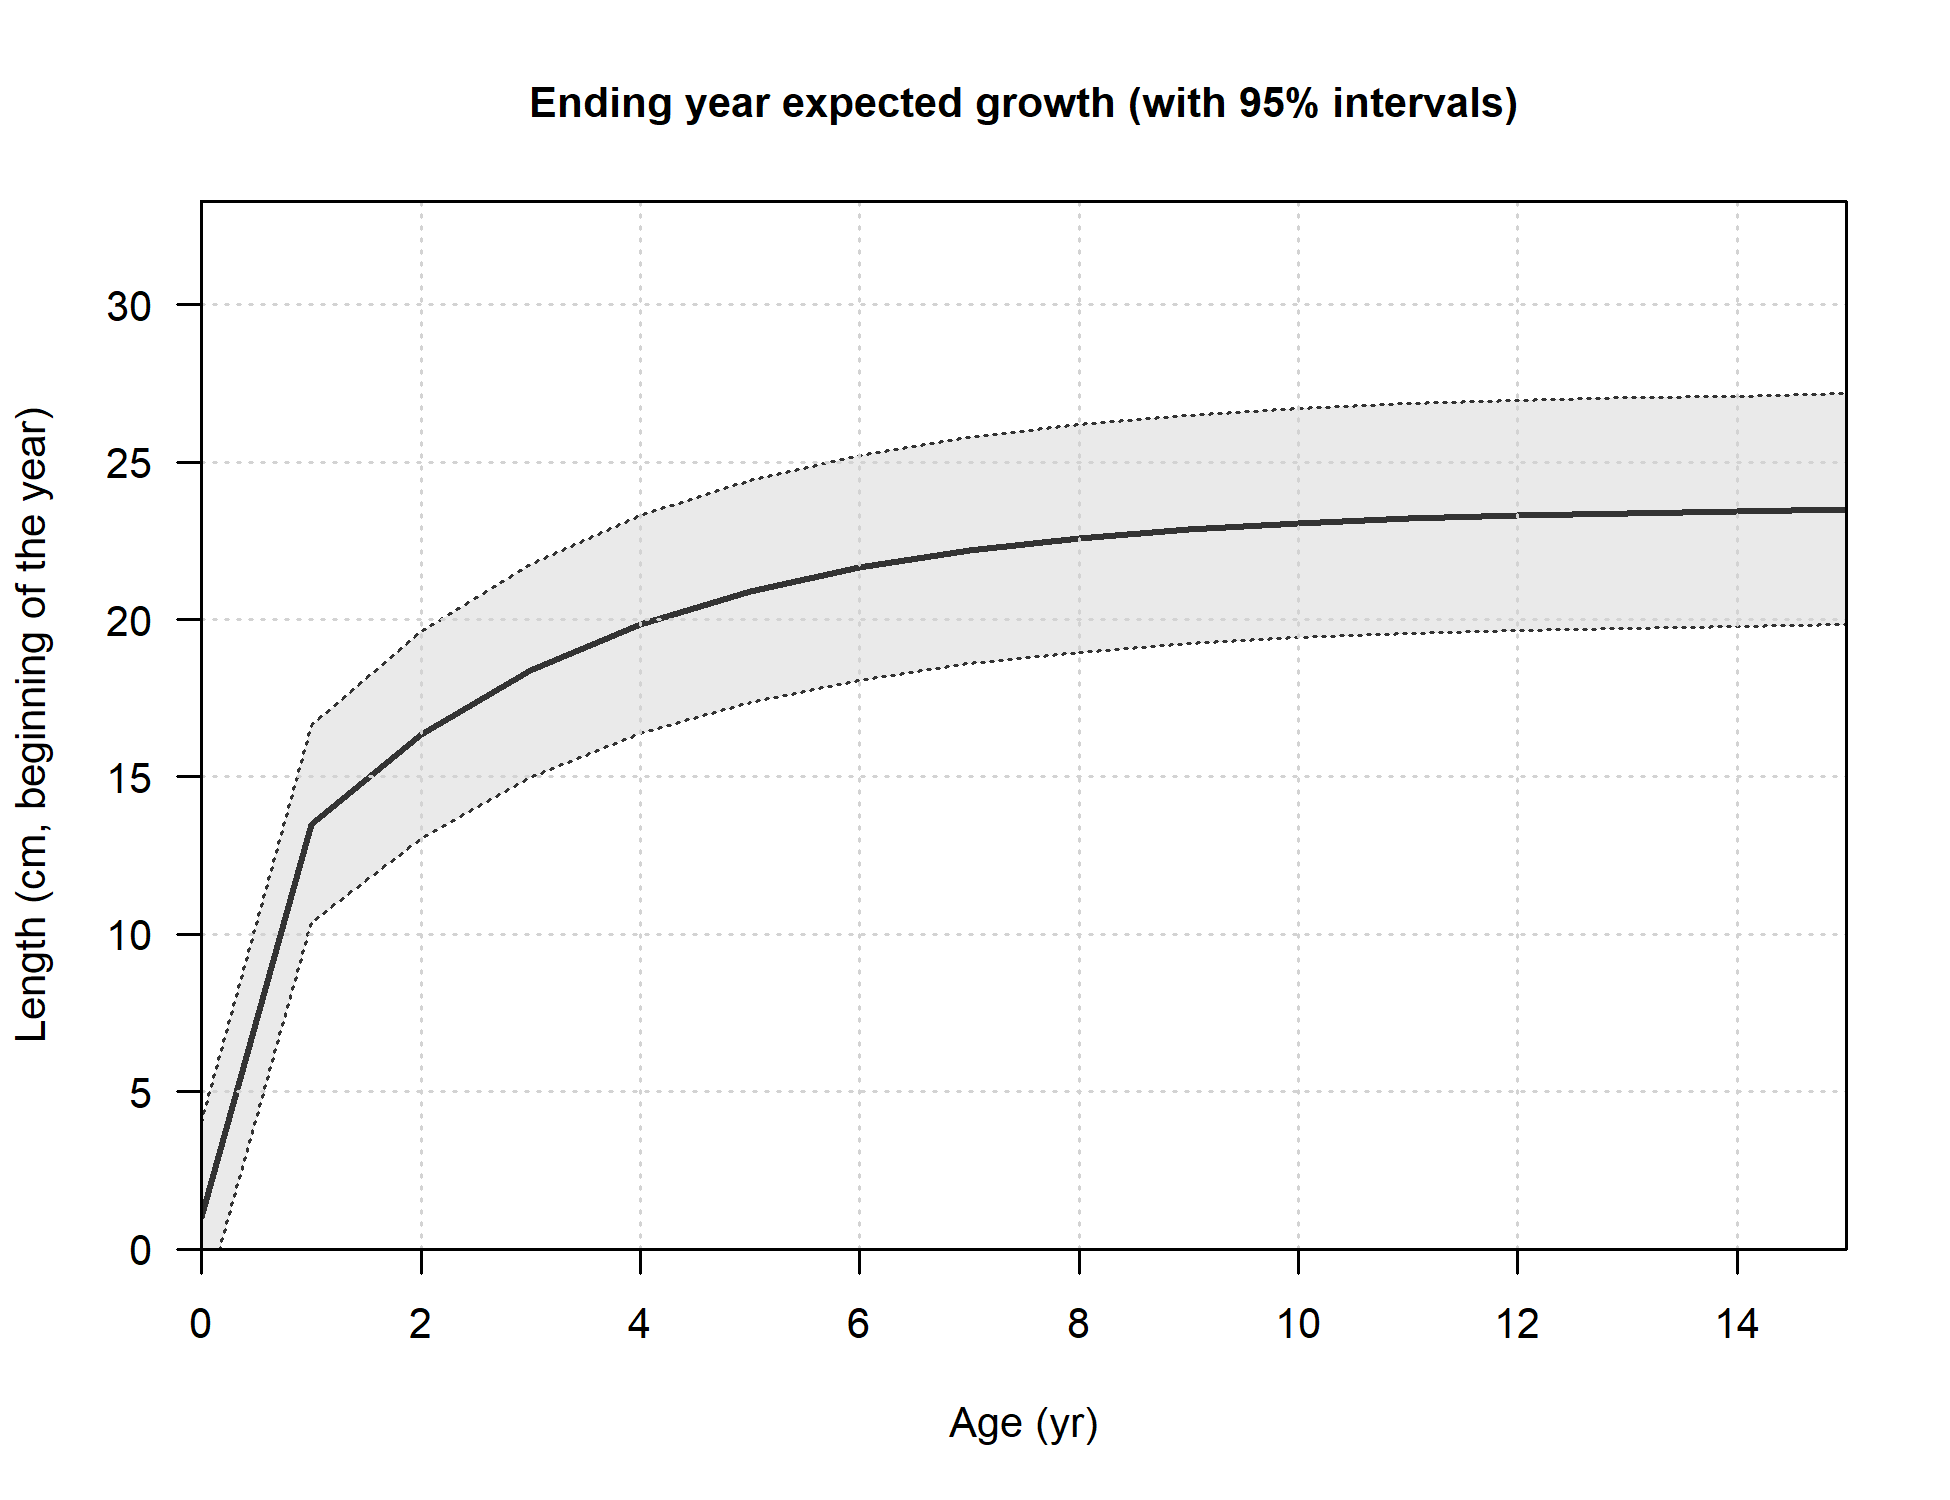 Ending year expected growth (with 95% intervals)
Length (cm, beginning of the year)
30
25
20
15
10
5
0
0 2 4 6 8 10 12 14
Age (yr)